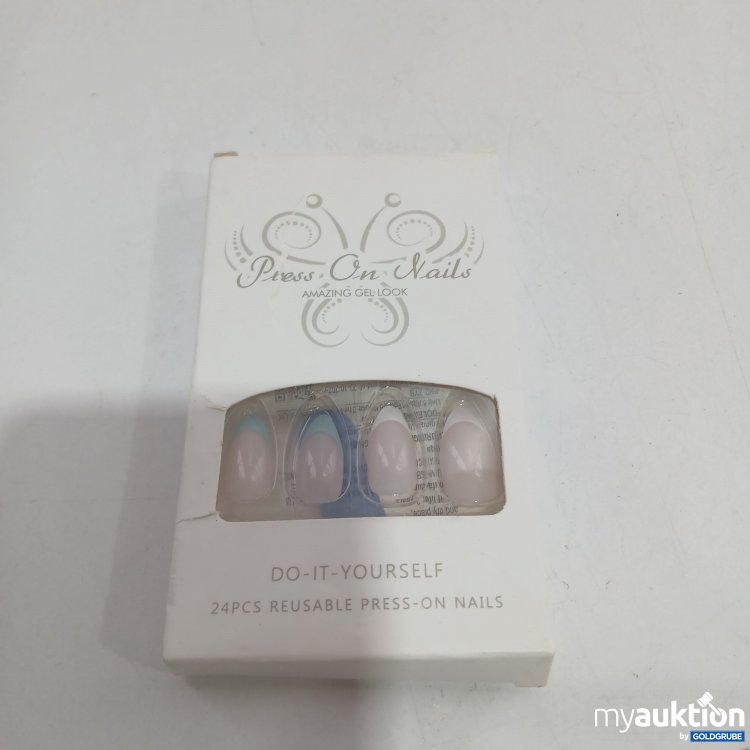 Press On Nails
AMAZING GEL LOOK
DO-IT-YOURSELF
24PCS REUSABLE PRESS-ON NAILS
myauktion
by GOLDGRUBE